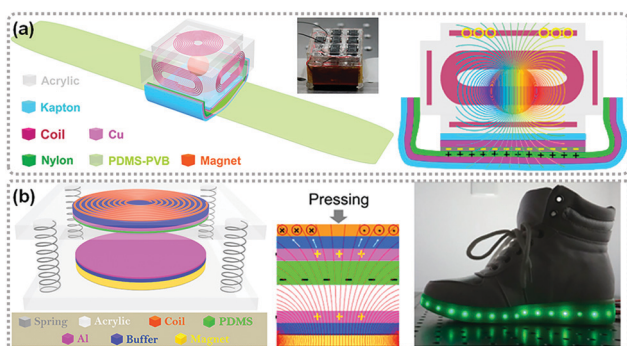 (a)
Acrylic
Kapton
Coil Cu
Nylon PDMS-PVB Magnet
(b)
Pressing
Spring Acrylic Coil PDMS
Al Buffer Magnet